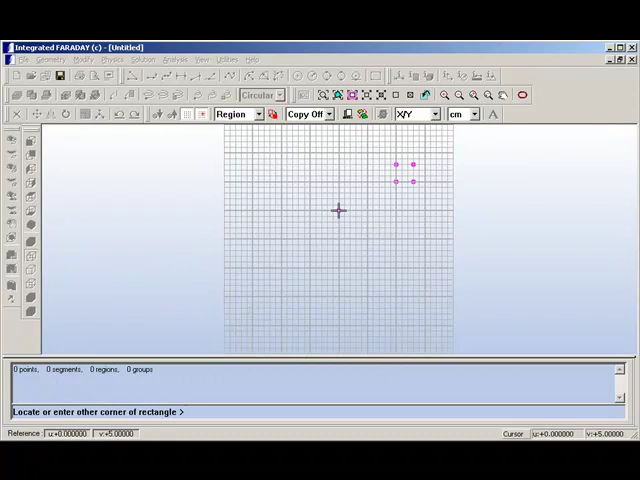 Integrated FARADAY (c) - [Untitled]
File Geometry Modify Physics Solution Analysis View Utilities Help
Circular
Region Copy Off X/Y cm
0 points, 0 segments, 0 regions, 0 groups
Locate or enter other corner of rectangle >
Reference : u:+0.000000 v:+5.00000 Cursor u:+0.000000 v:+5.00000